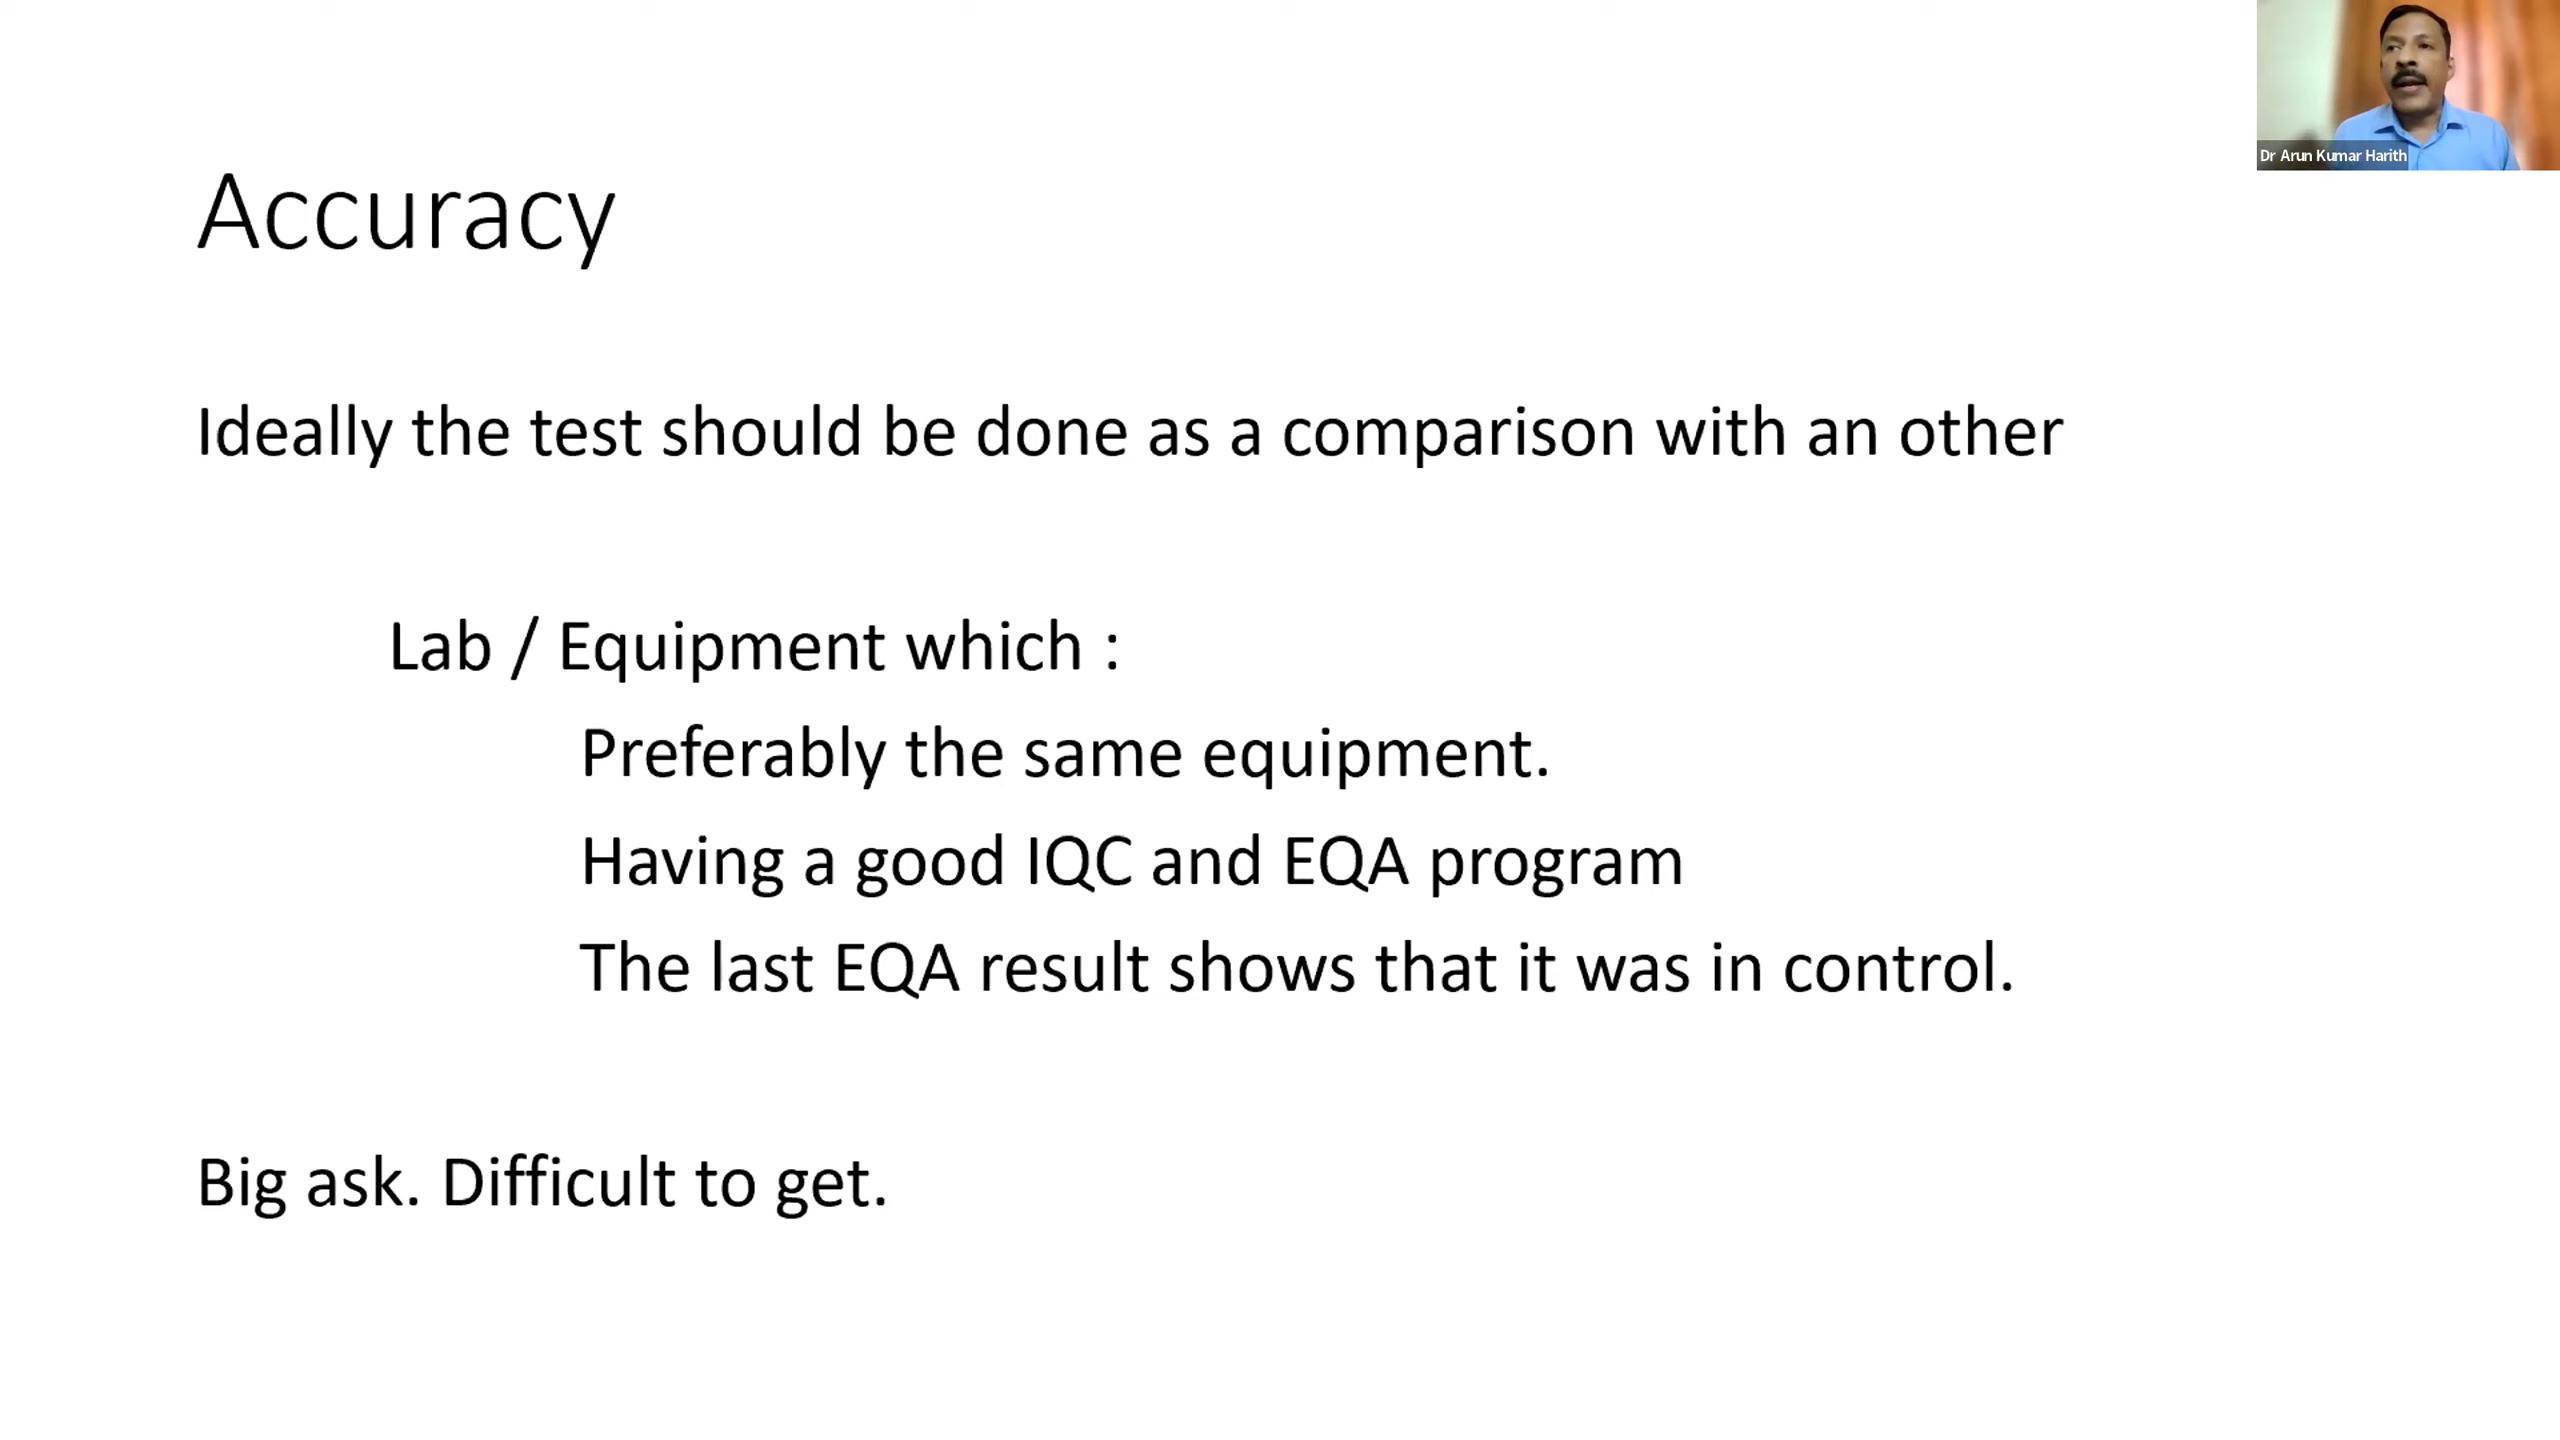 Dr Arun Kumar Harith
Accuracy
Ideally the test should be done as a comparison with an other
Lab / Equipment which :
Preferably the same equipment.
Having a good IQC and EQA program
The last EQA result shows that it was in control.
Big ask. Difficult to get.